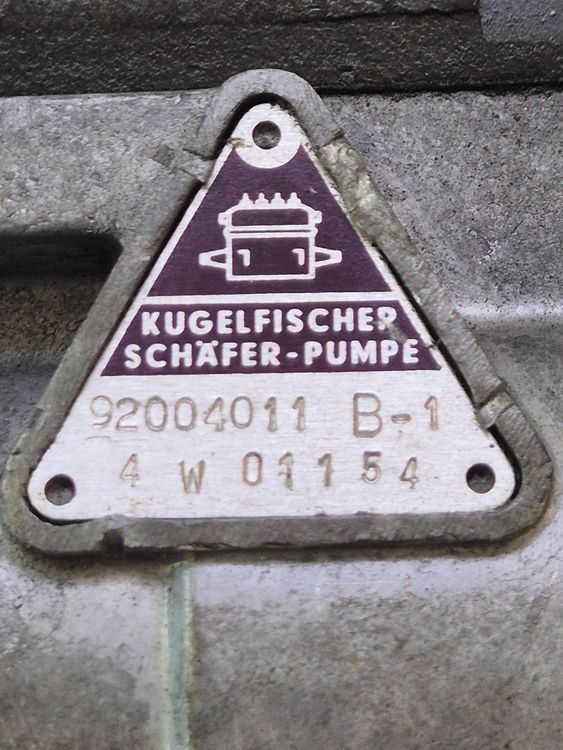 KUGELFISCHER
SCHÄFER-PUMPE
92004011 B-1
4 W 01154